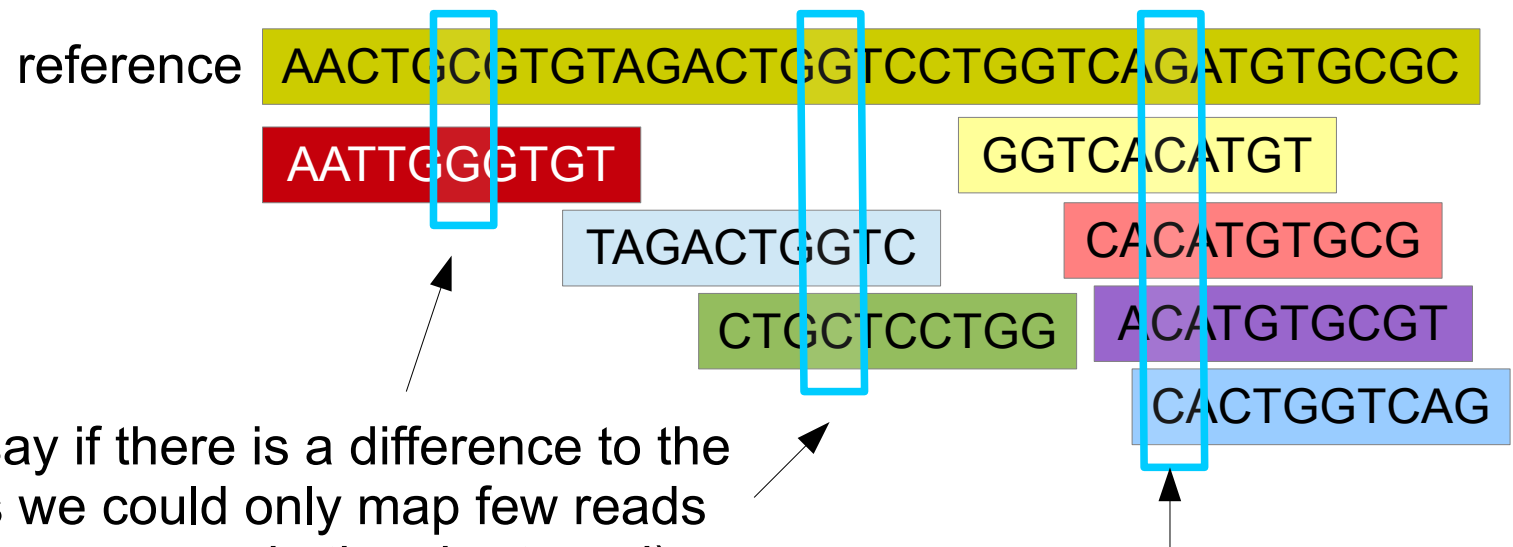 reference AACTGCGTGTAGACTGGTCCTGGTCAGATGTGCGC
AATTGGGTGT GGTCACATGT
TAGACTGGTC CACATGTGCG
CTGCTCCTGG ACATGTGCGT
CACTGGTCAG
say if there is a difference to the
s we could only map few reads